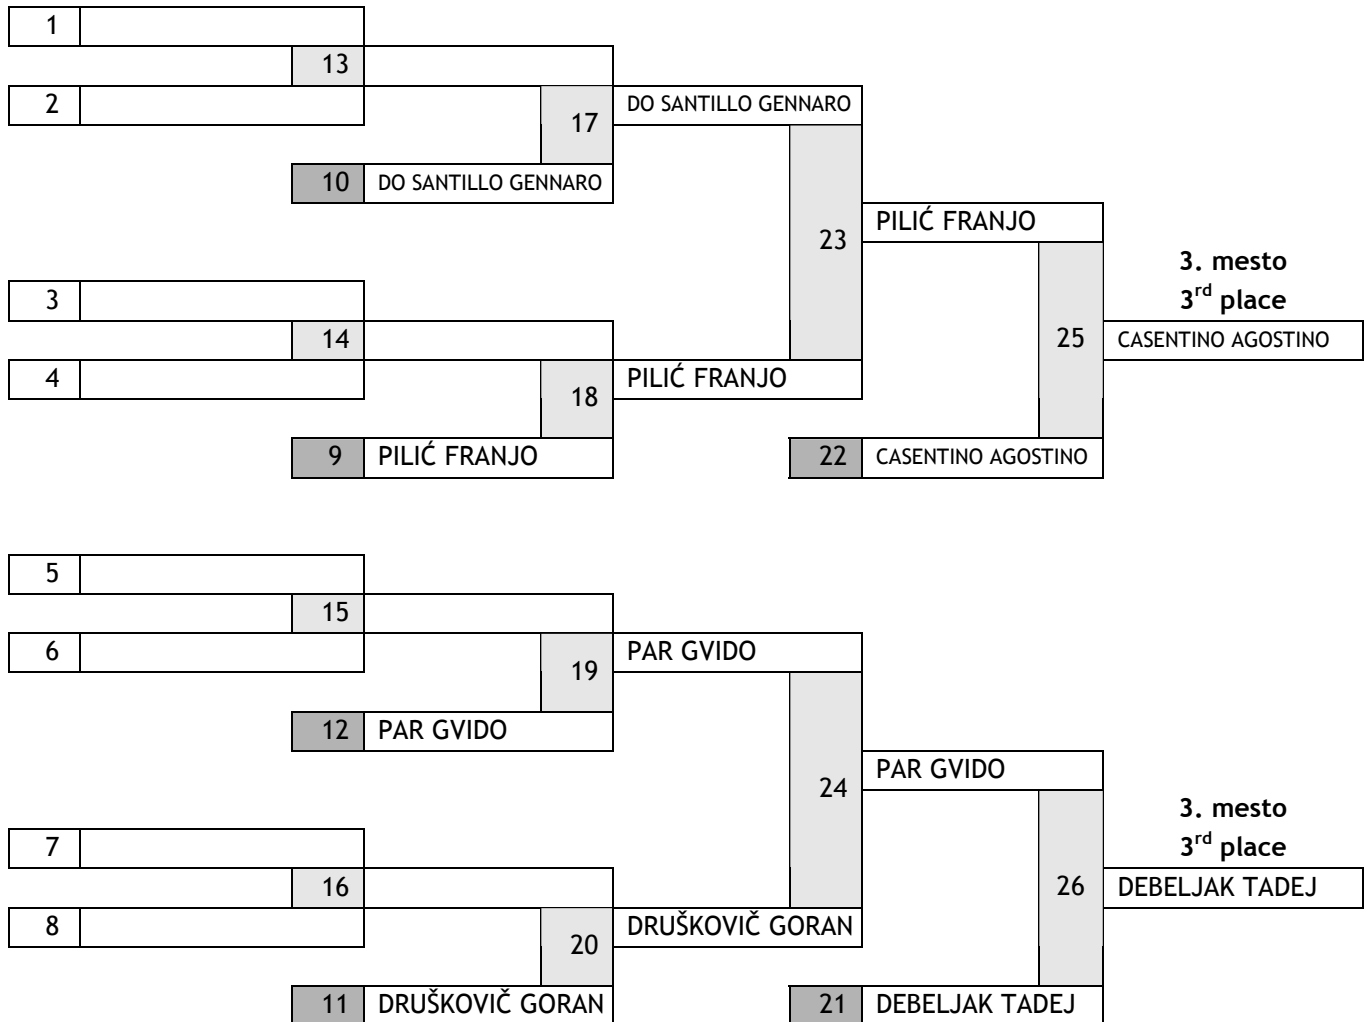 1
13
2
17
DO SANTILLO GENNARO
10 DO SANTILLO GENNARO
23
PILIĆ FRANJO
3. mesto
3rd place
3
14
25
CASENTINO AGOSTINO
4
18
PILIĆ FRANJO
9 PILIĆ FRANJO
22 CASENTINO AGOSTINO
5
15
6
19
PAR GVIDO
12 PAR GVIDO
24
PAR GVIDO
3. mesto
3rd place
7
16
26
DEBELJAK TADEJ
8
20
DRUŠKOVIČ GORAN
11 DRUŠKOVIČ GORAN
21 DEBELJAK TADEJ